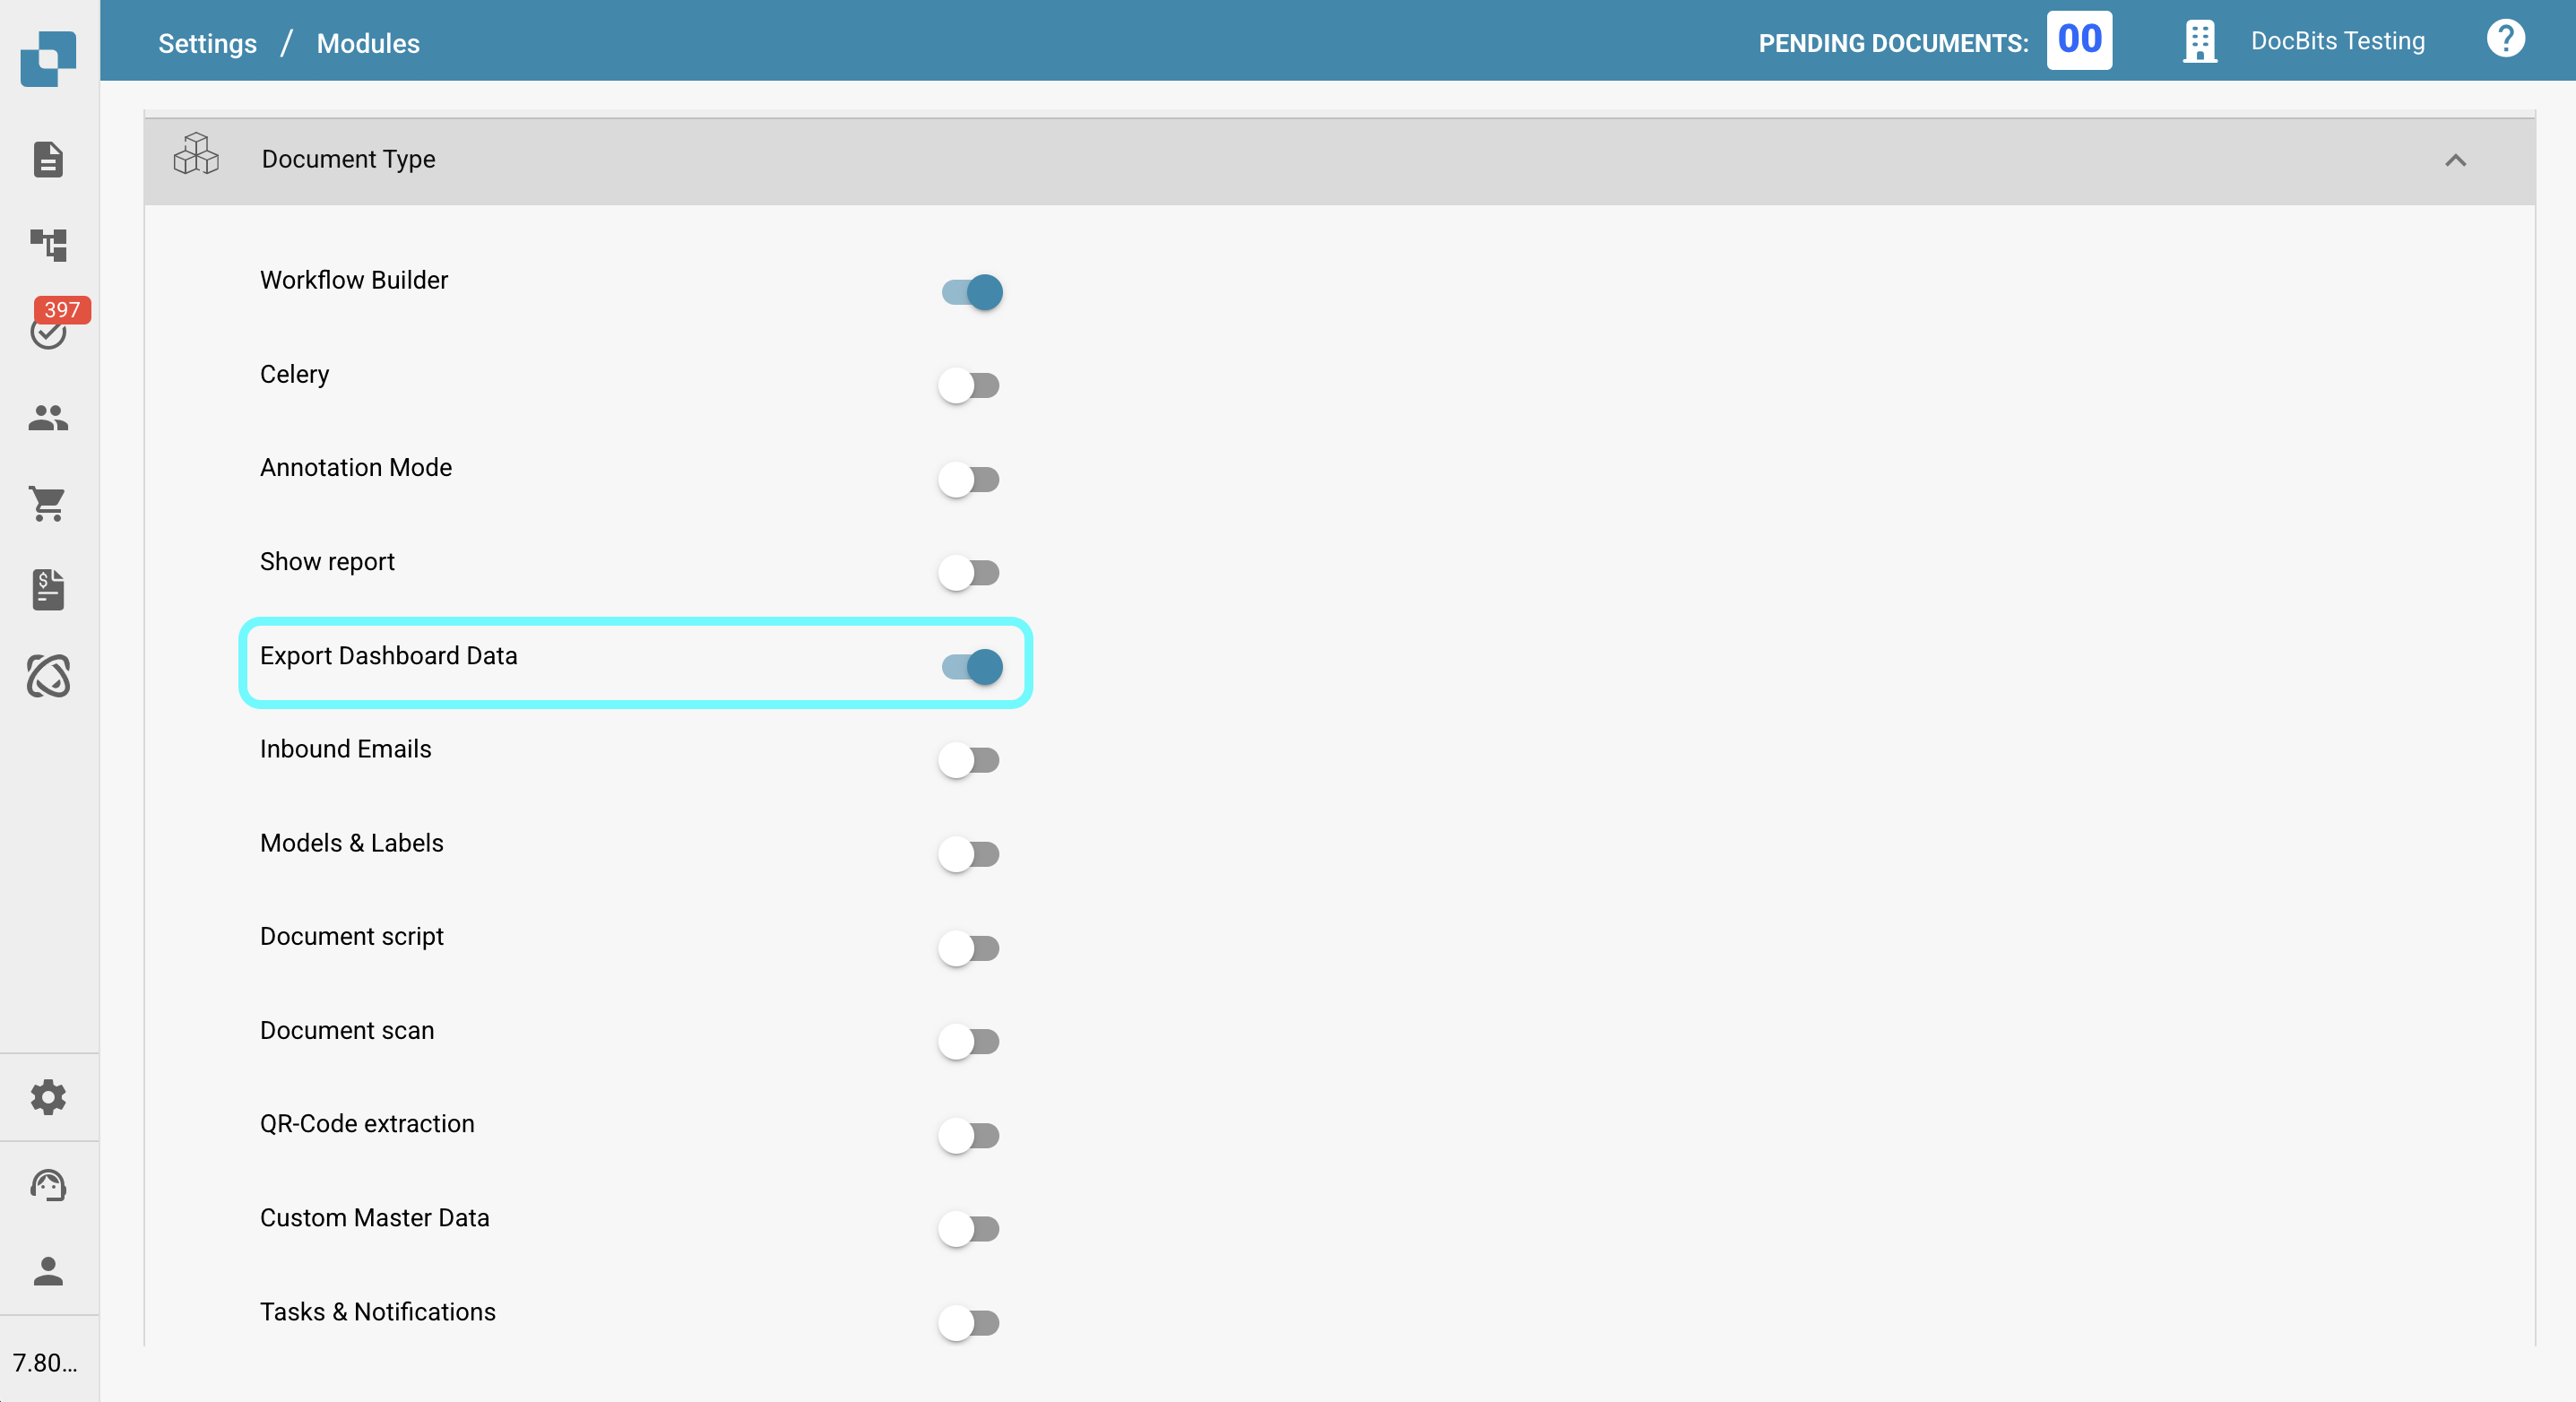 Settings / Modules
PENDING DOCUMENTS: 00
DocBits Testing
?
Document Type
Workflow Builder
Celery
397
Annotation Mode
Show report
Export Dashboard Data
Inbound Emails
Models & Labels
Document script
Document scan
QR-Code extraction
Custom Master Data
Tasks & Notifications
7.80...